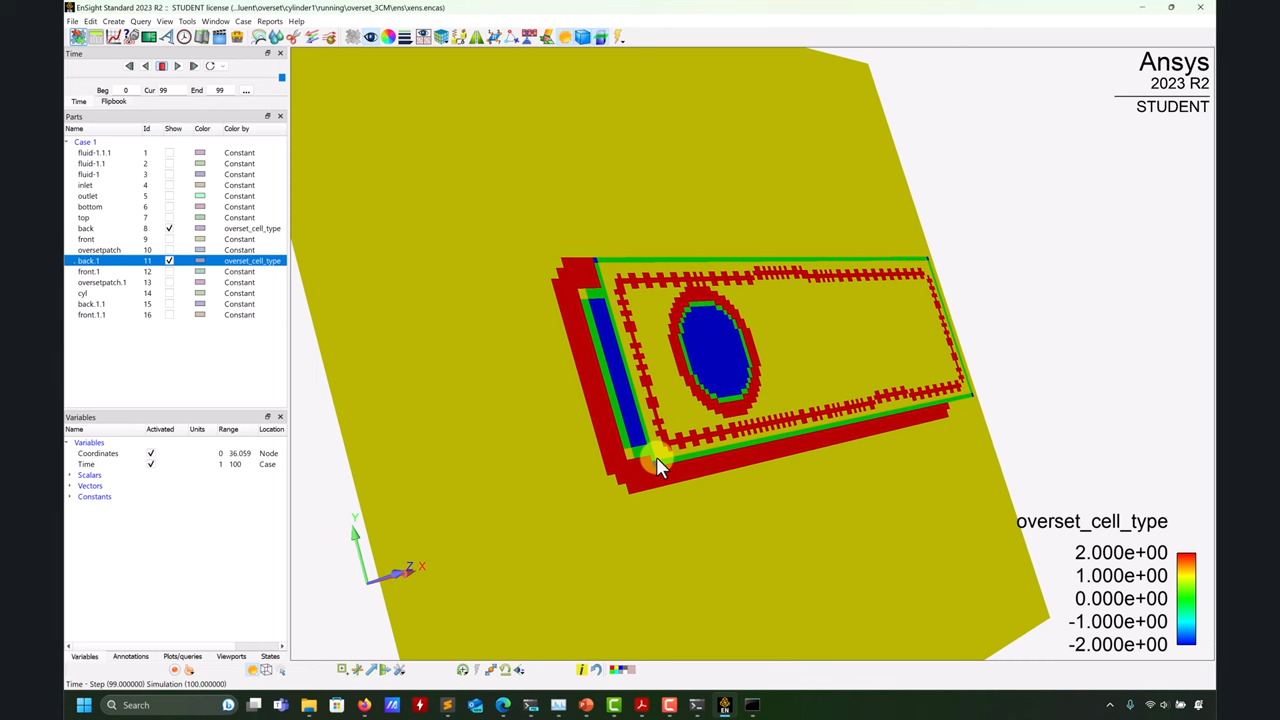 EnSight Standard 2023 R2 -- STUDENT license (...luent\overset\cylinder1\running\overset_3CM\ens\xens.encas)
File Edit Create Query View Tools Window Case Reports Help
Time
Beg 0 Cur 99 End 99 ...
Time Flipbook
Parts
Name Id Show Color Color by
Case 1
fluid-1.1.1 1 Constant
fluid-1.1 2 Constant
fluid-1 3 Constant
inlet 4 Constant
outlet 5 Constant
bottom 6 Constant
top 7 Constant
back 8 overset_cell_type
front 9 Constant
oversetpatch 10 Constant
back.1 11 overset_cell_type
front.1 12 Constant
oversetpatch.1 13 Constant
cyl 14 Constant
back.1.1 15 Constant
front.1.1 16 Constant
Variables
Name Activated Units Range Location
Variables
Coordinates 0 36.059 Node
Time 1 100 Case
Scalars
Vectors
Constants
Variables Annotations Plots/queries Viewports States
Time - Step (99.000000) Simulation (100.000)
Ansys
2023 R2
STUDENT
Y
Z X
overset_cell_type
2.000e+00
1.000e+00
0.000e+00
-1.000e+00
-2.000e+00
Search
EN